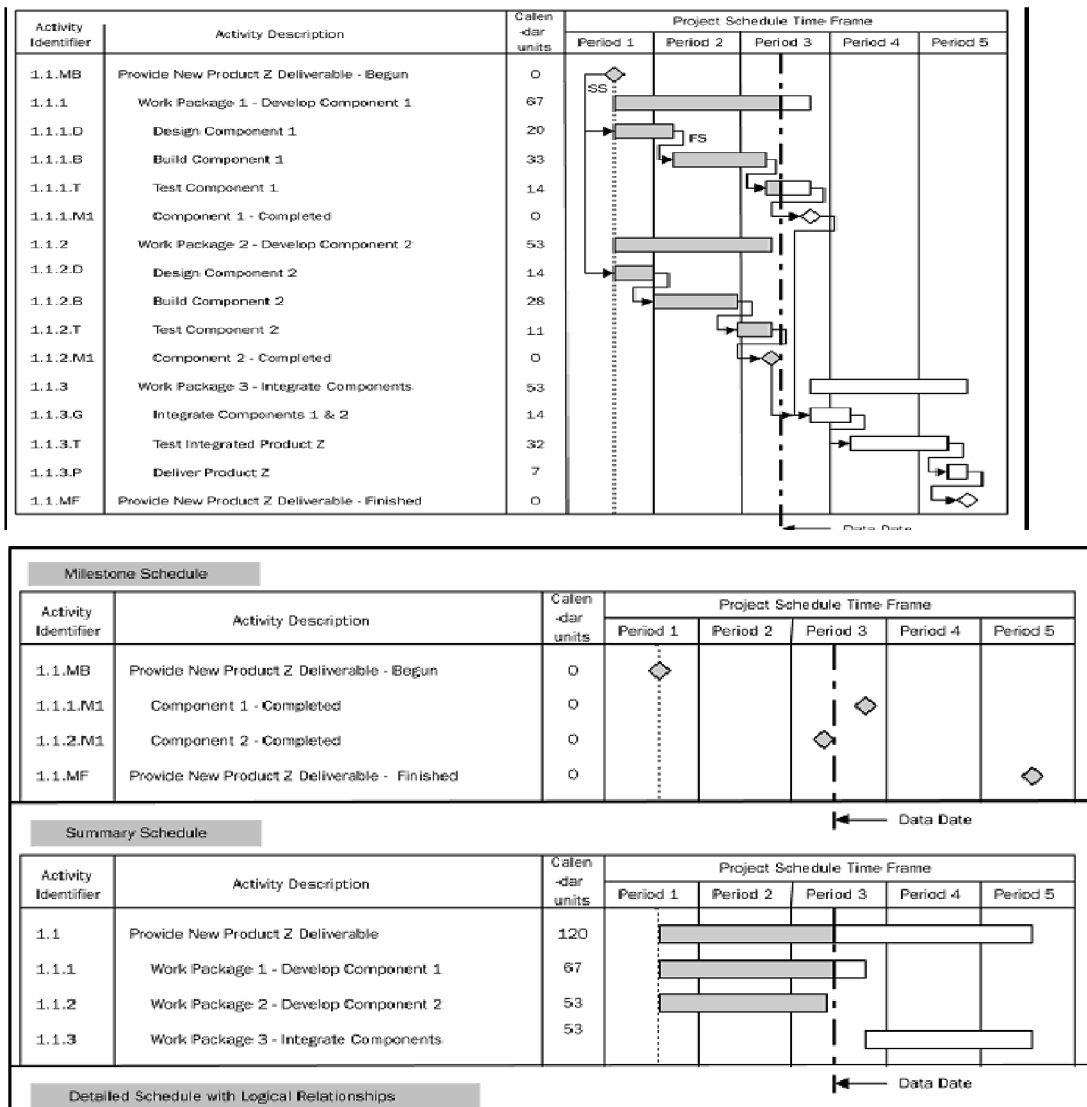 Activity Identifier
Activity Description
Calen -dar units
Project Schedule Time Frame
Period 1 Period 2 Period 3 Period 4 Period 5
1.1.MB Provide New Product Z Deliverable - Begun 0
SS
1.1.1 Work Package 1 - Develop Component 1 67
1.1.1.D Design Component 1 20
FS
1.1.1.B Build Component 1 33
1.1.1.T Test Component 1 14
1.1.1.M1 Component 1 - Completed 0
1.1.2 Work Package 2 - Develop Component 2 53
1.1.2.D Design Component 2 14
1.1.2.B Build Component 2 28
1.1.2.T Test Component 2 11
1.1.2.M1 Component 2 - Completed 0
1.1.3 Work Package 3 - Integrate Components 53
1.1.3.G Integrate Components 1 & 2 14
1.1.3.T Test Integrated Product Z 32
1.1.3.P Deliver Product Z 7
1.1.MF Provide New Product Z Deliverable - Finished 0
Data Date
Milestone Schedule
Activity Identifier
Activity Description
Calen -dar units
Project Schedule Time Frame
Period 1 Period 2 Period 3 Period 4 Period 5
1.1.MB Provide New Product Z Deliverable - Begun 0
1.1.1.M1 Component 1 - Completed 0
1.1.2.M1 Component 2 - Completed 0
1.1.MF Provide New Product Z Deliverable - Finished 0
Data Date
Summary Schedule
Activity Identifier
Activity Description
Calen -dar units
Project Schedule Time Frame
Period 1 Period 2 Period 3 Period 4 Period 5
1.1 Provide New Product Z Deliverable 120
1.1.1 Work Package 1 - Develop Component 1 67
1.1.2 Work Package 2 - Develop Component 2 53
1.1.3 Work Package 3 - Integrate Components 53
Data Date
Detailed Schedule with Logical Relationships